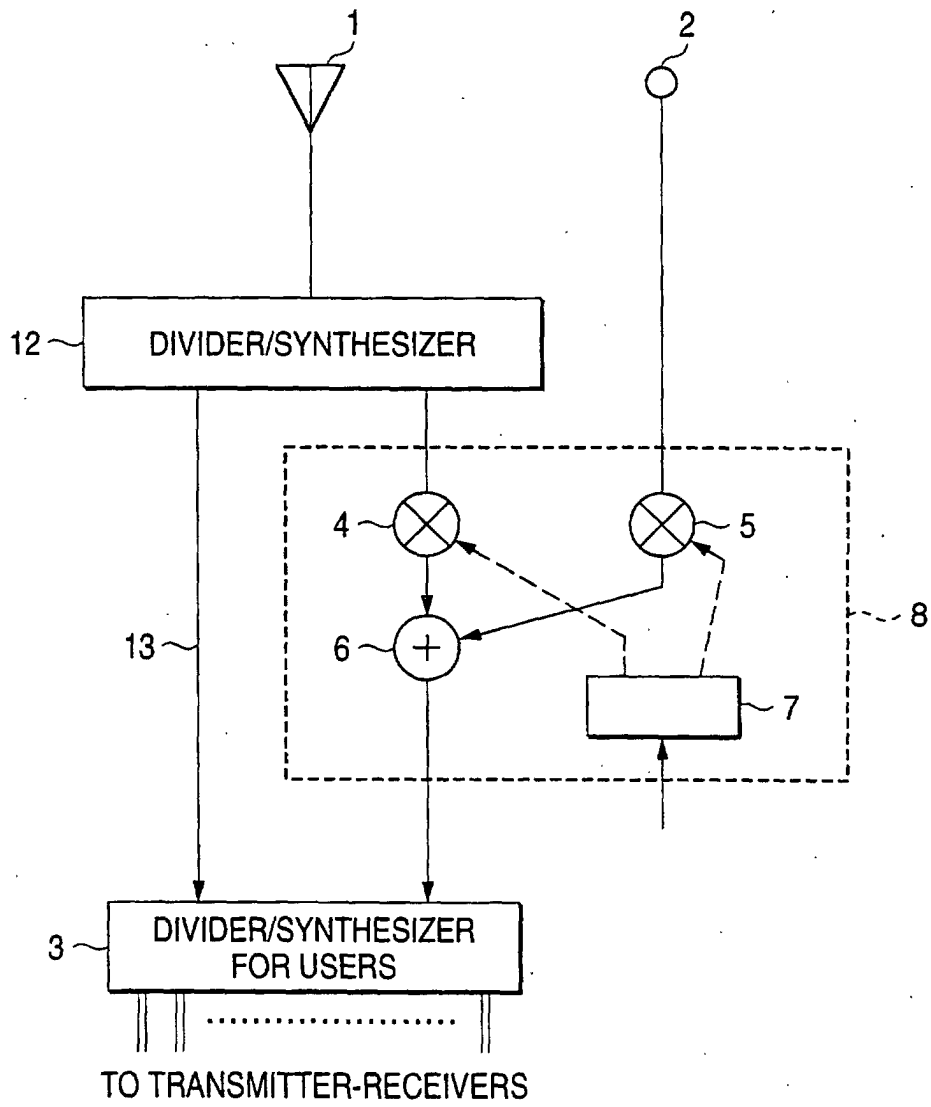 1
2
12
DIVIDER/SYNTHESIZER
4
5
6
+
13
8
7
3
DIVIDER/SYNTHESIZER
FOR USERS
TO TRANSMITTER-RECEIVERS